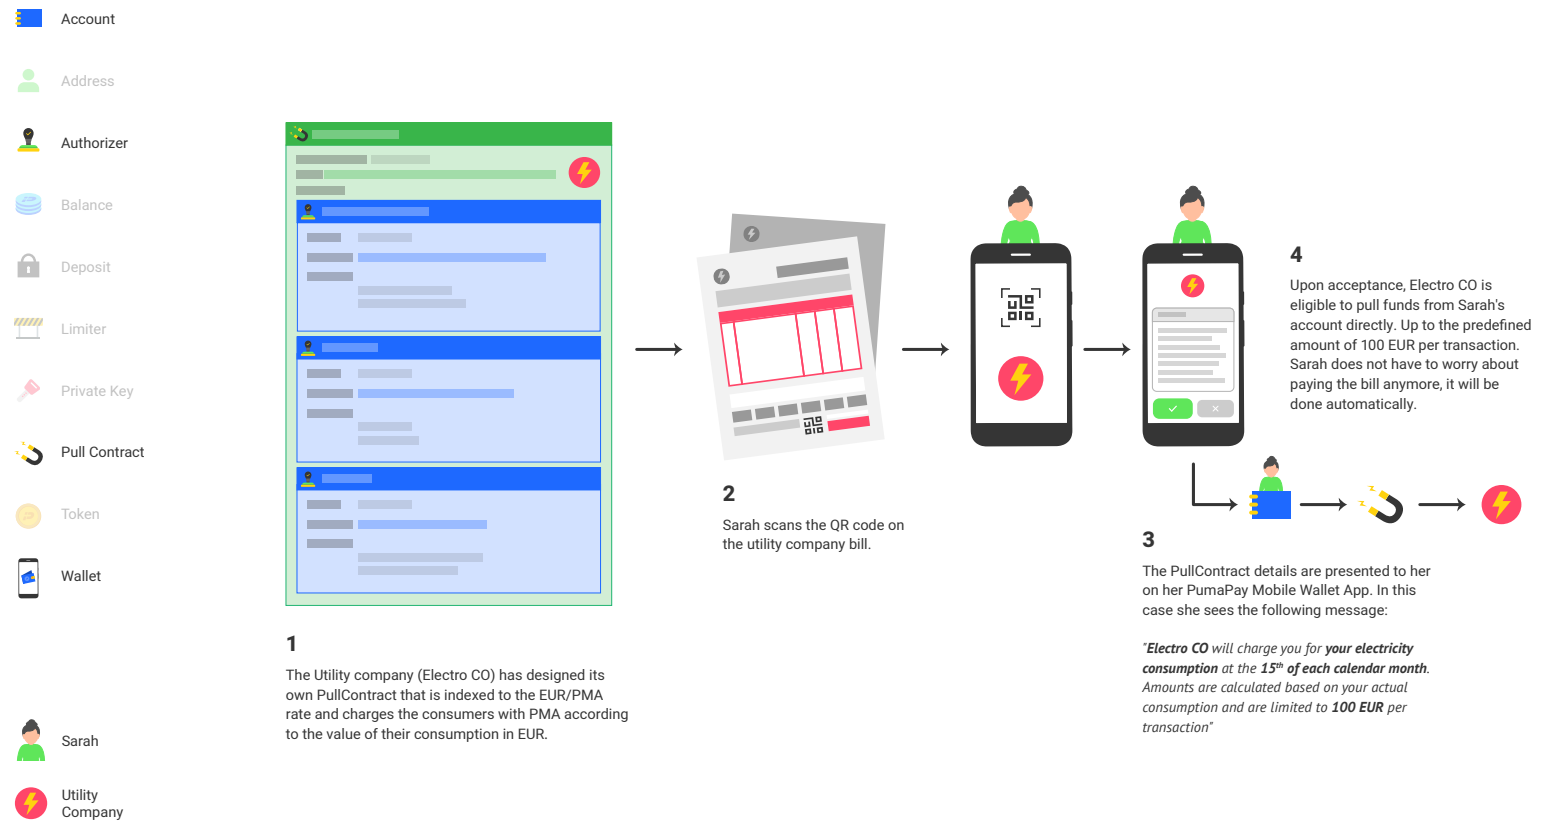 Account
Address
Authorizer
Balance
Deposit
Limiter
Private Key
Pull Contract
Token
Wallet
Sarah
Utility
Company
1
The Utility company (Electro CO) has designed its
own PullContract that is indexed to the EUR/PMA
rate and charges the consumers with PMA according
to the value of their consumption in EUR.
2
Sarah scans the QR code on
the utility company bill.
3
The PullContract details are presented to her
on her PumaPay Mobile Wallet App. In this
case she sees the following message:
"Electro CO will charge you for your electricity
consumption at the 15th of each calendar month.
Amounts are calculated based on your actual
consumption and are limited to 100 EUR per
transaction"
4
Upon acceptance, Electro CO is
eligible to pull funds from Sarah's
account directly. Up to the predefined
amount of 100 EUR per transaction.
Sarah does not have to worry about
paying the bill anymore, it will be
done automatically.